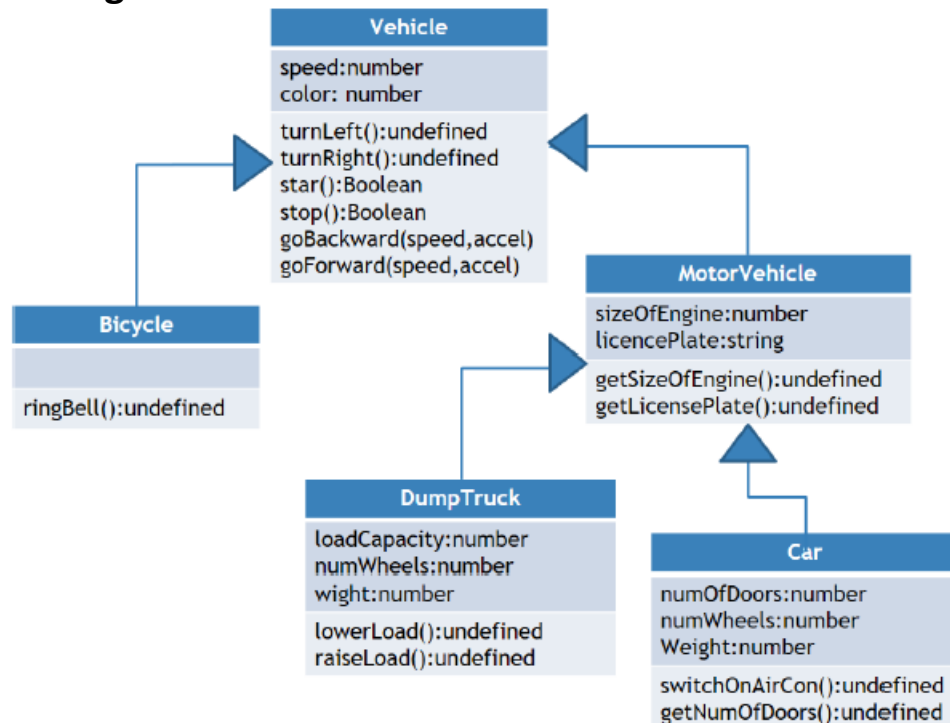 Vehicle
speed:number
color: number
turnLeft():undefined
turnRight():undefined
star():Boolean
stop():Boolean
goBackward(speed,accel)
goForward(speed,accel)
MotorVehicle
sizeOfEngine:number
licencePlate:string
getSizeOfEngine():undefined
getLicensePlate():undefined
Bicycle
ringBell():undefined
DumpTruck
loadCapacity:number
numWheels:number
wight:number
lowerLoad():undefined
raiseLoad():undefined
Car
numOfDoors:number
numWheels:number
Weight:number
switchOnAirCon():undefined
getNumOfDoors():undefined